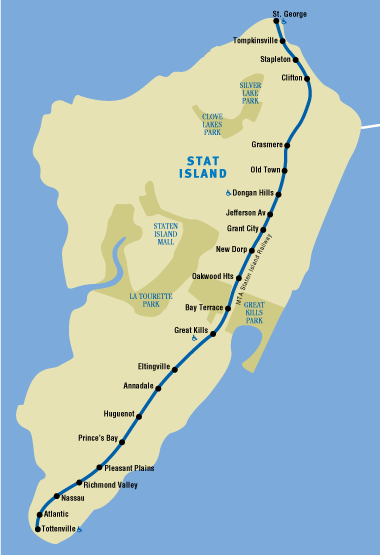 St. George
Tompkinsville
Stapleton
Clifton
SILVER
LAKE
PARK
CLOVE
LAKES
PARK
Grasmere
STAT
ISLAND
Old Town
Dongan Hills
Jefferson Av
Grant City
STATEN
ISLAND
MALL
New Dorp
MTA Staten Island Railway
Oakwood Hts
LA TOURETTE
PARK
Bay Terrace
GREAT
KILLS
PARK
Great Kills
Eltingville
Annadale
Huguenot
Prince's Bay
Pleasant Plains
Richmond Valley
Nassau
Atlantic
Tottenville